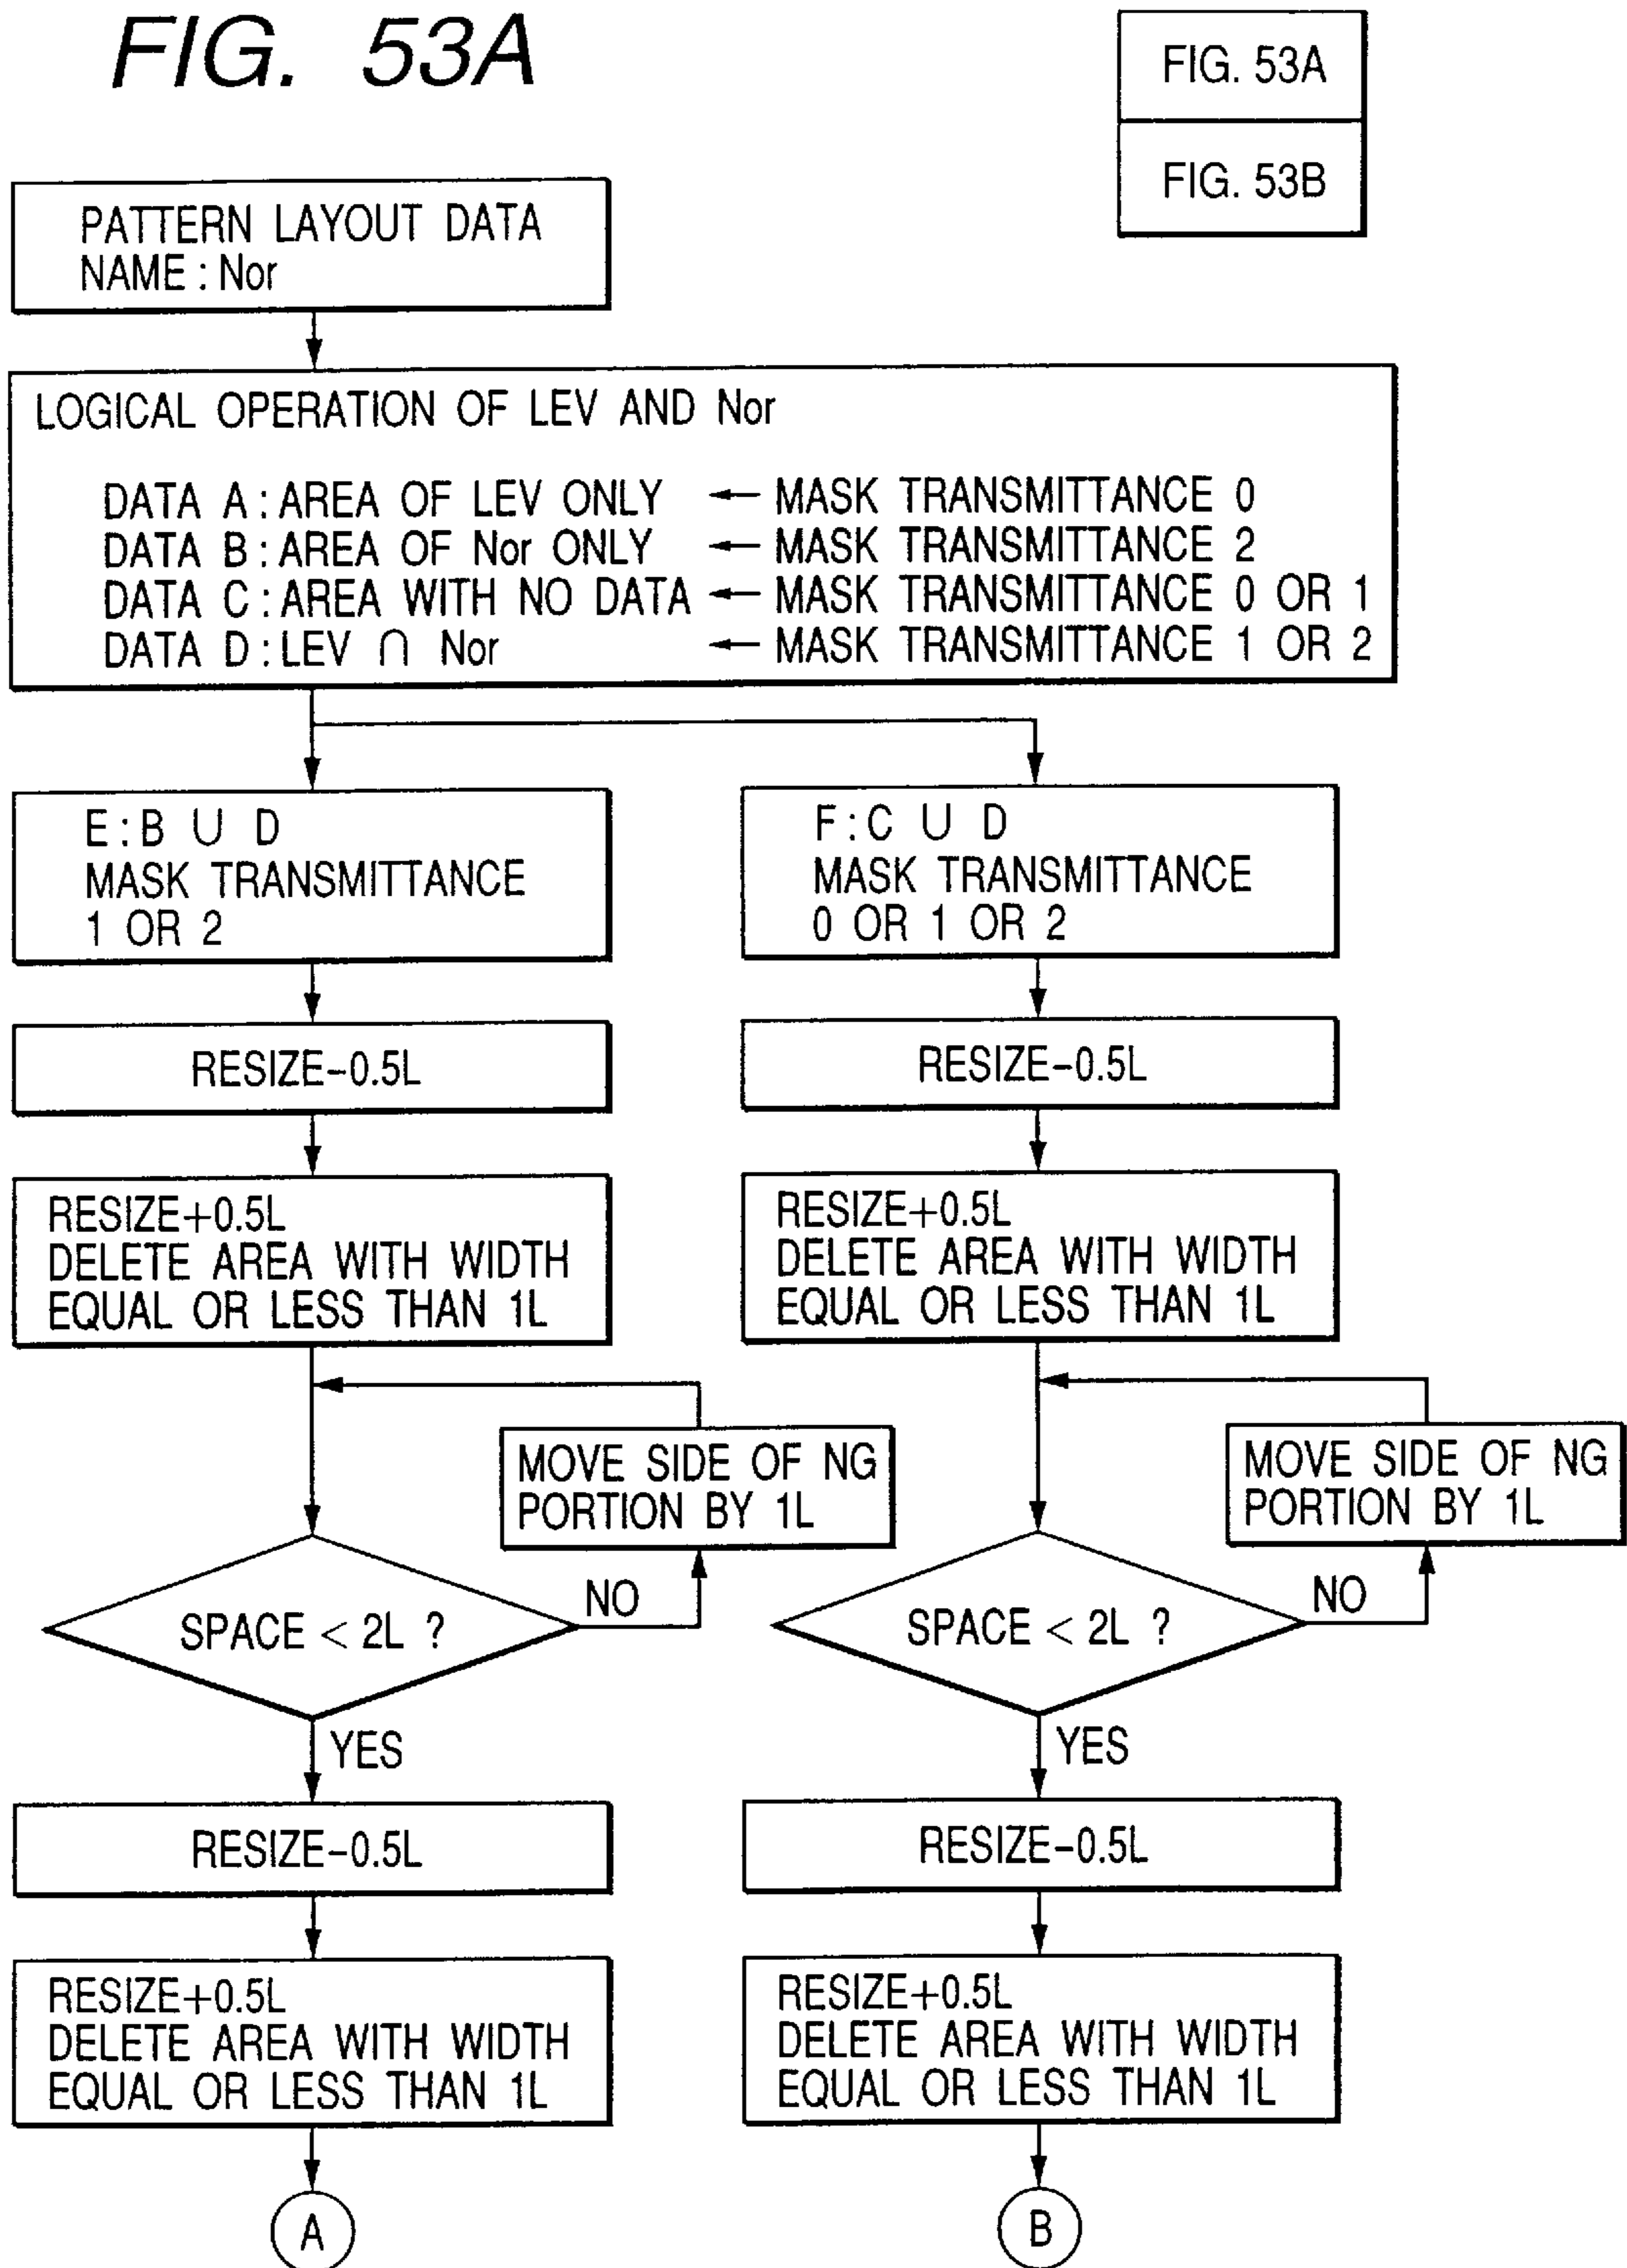 FIG. 53A
FIG. 53A
FIG. 53B
PATTERN LAYOUT DATA
NAME : Nor
LOGICAL OPERATION OF LEV AND Nor
DATA A : AREA OF LEV ONLY ← MASK TRANSMITTANCE 0
DATA B : AREA OF Nor ONLY ← MASK TRANSMITTANCE 2
DATA C : AREA WITH NO DATA ← MASK TRANSMITTANCE 0 OR 1
DATA D : LEV ∩ Nor ← MASK TRANSMITTANCE 1 OR 2
E : B ∪ D
MASK TRANSMITTANCE
1 OR 2
F : C ∪ D
MASK TRANSMITTANCE
0 OR 1 OR 2
RESIZE-0.5L
RESIZE-0.5L
RESIZE+0.5L
DELETE AREA WITH WIDTH
EQUAL OR LESS THAN 1L
RESIZE+0.5L
DELETE AREA WITH WIDTH
EQUAL OR LESS THAN 1L
MOVE SIDE OF NG
PORTION BY 1L
MOVE SIDE OF NG
PORTION BY 1L
SPACE < 2L ?
NO
SPACE < 2L ?
NO
YES
YES
RESIZE-0.5L
RESIZE-0.5L
RESIZE+0.5L
DELETE AREA WITH WIDTH
EQUAL OR LESS THAN 1L
RESIZE+0.5L
DELETE AREA WITH WIDTH
EQUAL OR LESS THAN 1L
A
B